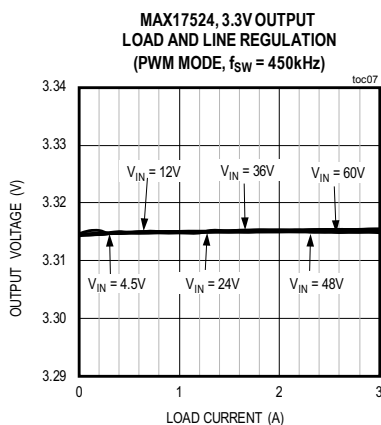 MAX17524, 3.3V OUTPUT
LOAD AND LINE REGULATION
(PWM MODE, fSW = 450kHz)
toc07
3.34
3.33
3.32
3.31
3.30
3.29
OUTPUT VOLTAGE (V)
VIN = 12V
VIN = 36V
VIN = 60V
VIN = 4.5V
VIN = 24V
VIN = 48V
0
1
2
3
LOAD CURRENT (A)